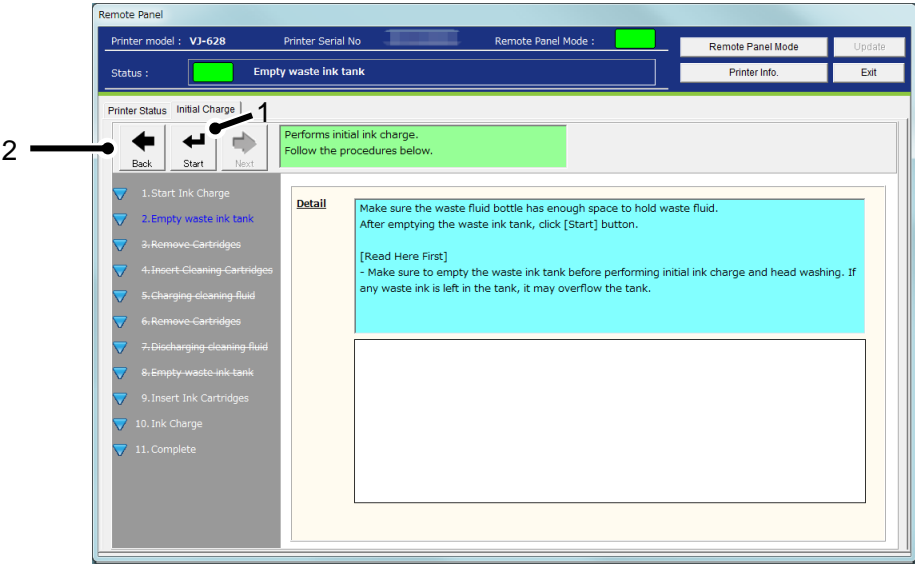 Remote Panel
Printer model : VJ-628 Printer Serial No Remote Panel Mode :
Remote Panel Mode Update
Status : Empty waste ink tank
Printer Info. Exit
Printer Status Initial Charge
1
2
Back Start Next
Performs initial ink charge.
Follow the procedures below.
1.Start Ink Charge
2.Empty waste ink tank
3.Remove Cartridges
4.Insert Cleaning Cartridges
5.Charging cleaning fluid
6.Remove Cartridges
7.Discharging cleaning fluid
8.Empty waste ink tank
9.Insert Ink Cartridges
10.Ink Charge
11.Complete
Detail
Make sure the waste fluid bottle has enough space to hold waste fluid.
After emptying the waste ink tank, click [Start] button.
[Read Here First]
- Make sure to empty the waste ink tank before performing initial ink charge and head washing. If
any waste ink is left in the tank, it may overflow the tank.